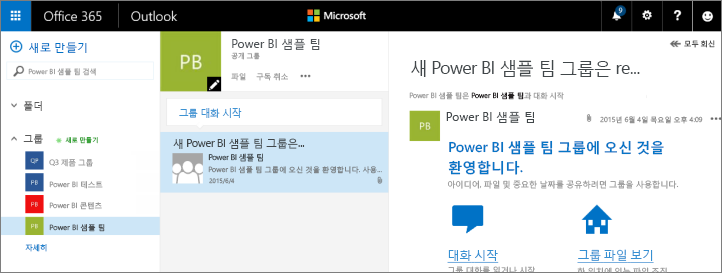 Office 365
Outlook
Microsoft
9
?
새로 만들기
Power BI 샘플 팀 검색
폴더
그룹
새로 만들기
QP
Q3 제품 그룹
PB
Power BI 테스트
PB
Power BI 콘텐츠
PB
Power BI 샘플 팀
자세히
PB
Power BI 샘플 팀
공개 그룹
파일 구독 취소 •••
그룹 대화 시작
새 Power BI 샘플 팀 그룹은...
Power BI 샘플 팀
Power BI 샘플 팀 그룹에 오신 것을 환영합니다. 사용...
2015/6/4
모두 회신
새 Power BI 샘플 팀 그룹은 re...
Power BI 샘플 팀은 Power BI 샘플 팀과 대화 시작
PB
Power BI 샘플 팀
2015년 6월 4일 목요일 오후 4:09 •••
Power BI 샘플 팀 그룹에 오신 것을
환영합니다.
아이디어, 파일 및 중요한 날짜를 공유하려면 그룹을 사용합니다.
대화 시작
그룹 파일 보기